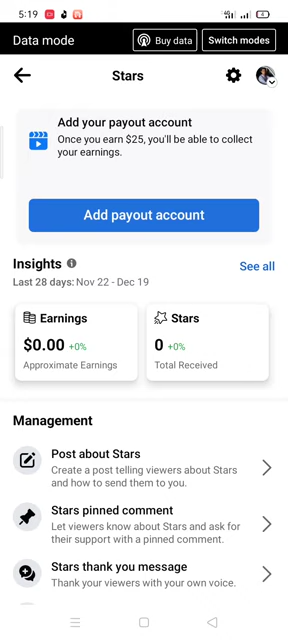 5:19
4G
4
Data mode
Buy data
Switch modes
Stars
Add your payout account
Once you earn $25, you'll be able to collect
your earnings.
Add payout account
Insights
See all
Last 28 days: Nov 22 - Dec 19
Earnings
$0.00 +0%
Approximate Earnings
Stars
0 +0%
Total Received
Management
Post about Stars
Create a post telling viewers about Stars
and how to send them to you.
Stars pinned comment
Let viewers know about Stars and ask for
their support with a pinned comment.
Stars thank you message
Thank your viewers with your own voice.